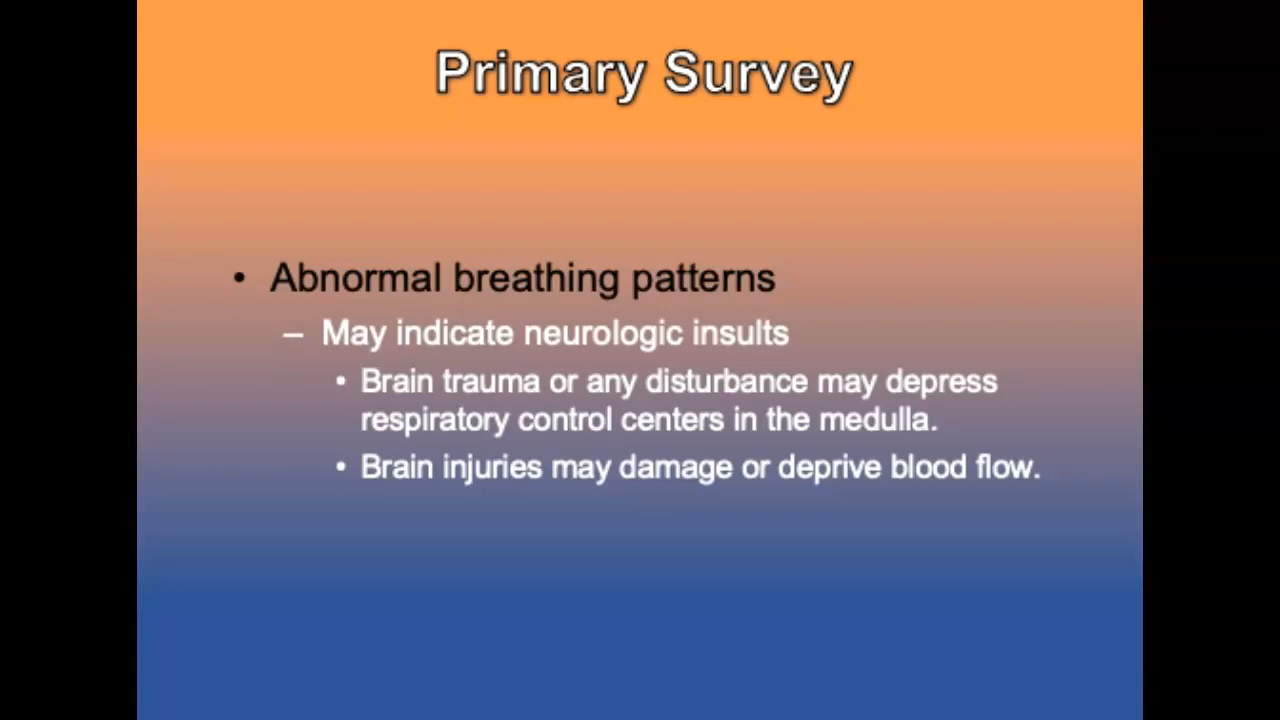 Primary Survey
• Abnormal breathing patterns
– May indicate neurologic insults
• Brain trauma or any disturbance may depress
respiratory control centers in the medulla.
• Brain injuries may damage or deprive blood flow.